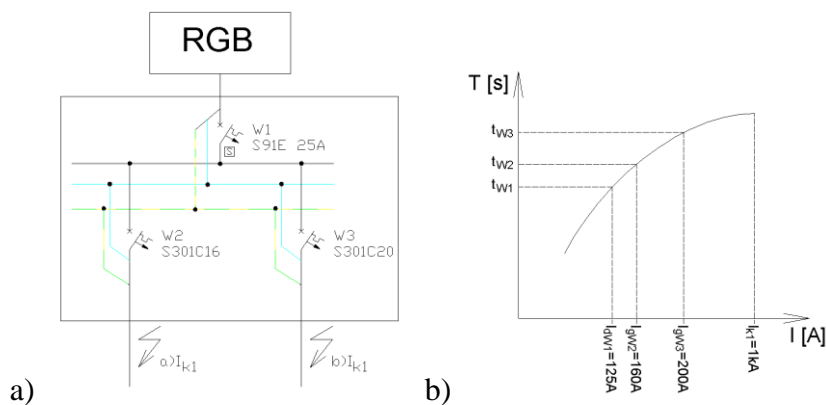 RGB
W1
S91E 25A
S
W2
S301C16
W3
S301C20
a)Ik1
b)Ik1
a)
T [s]
tW3
tW2
tW1
IdW1=125A
IgW2=160A
IgW3=200A
Ik1=1kA
I [A]
b)